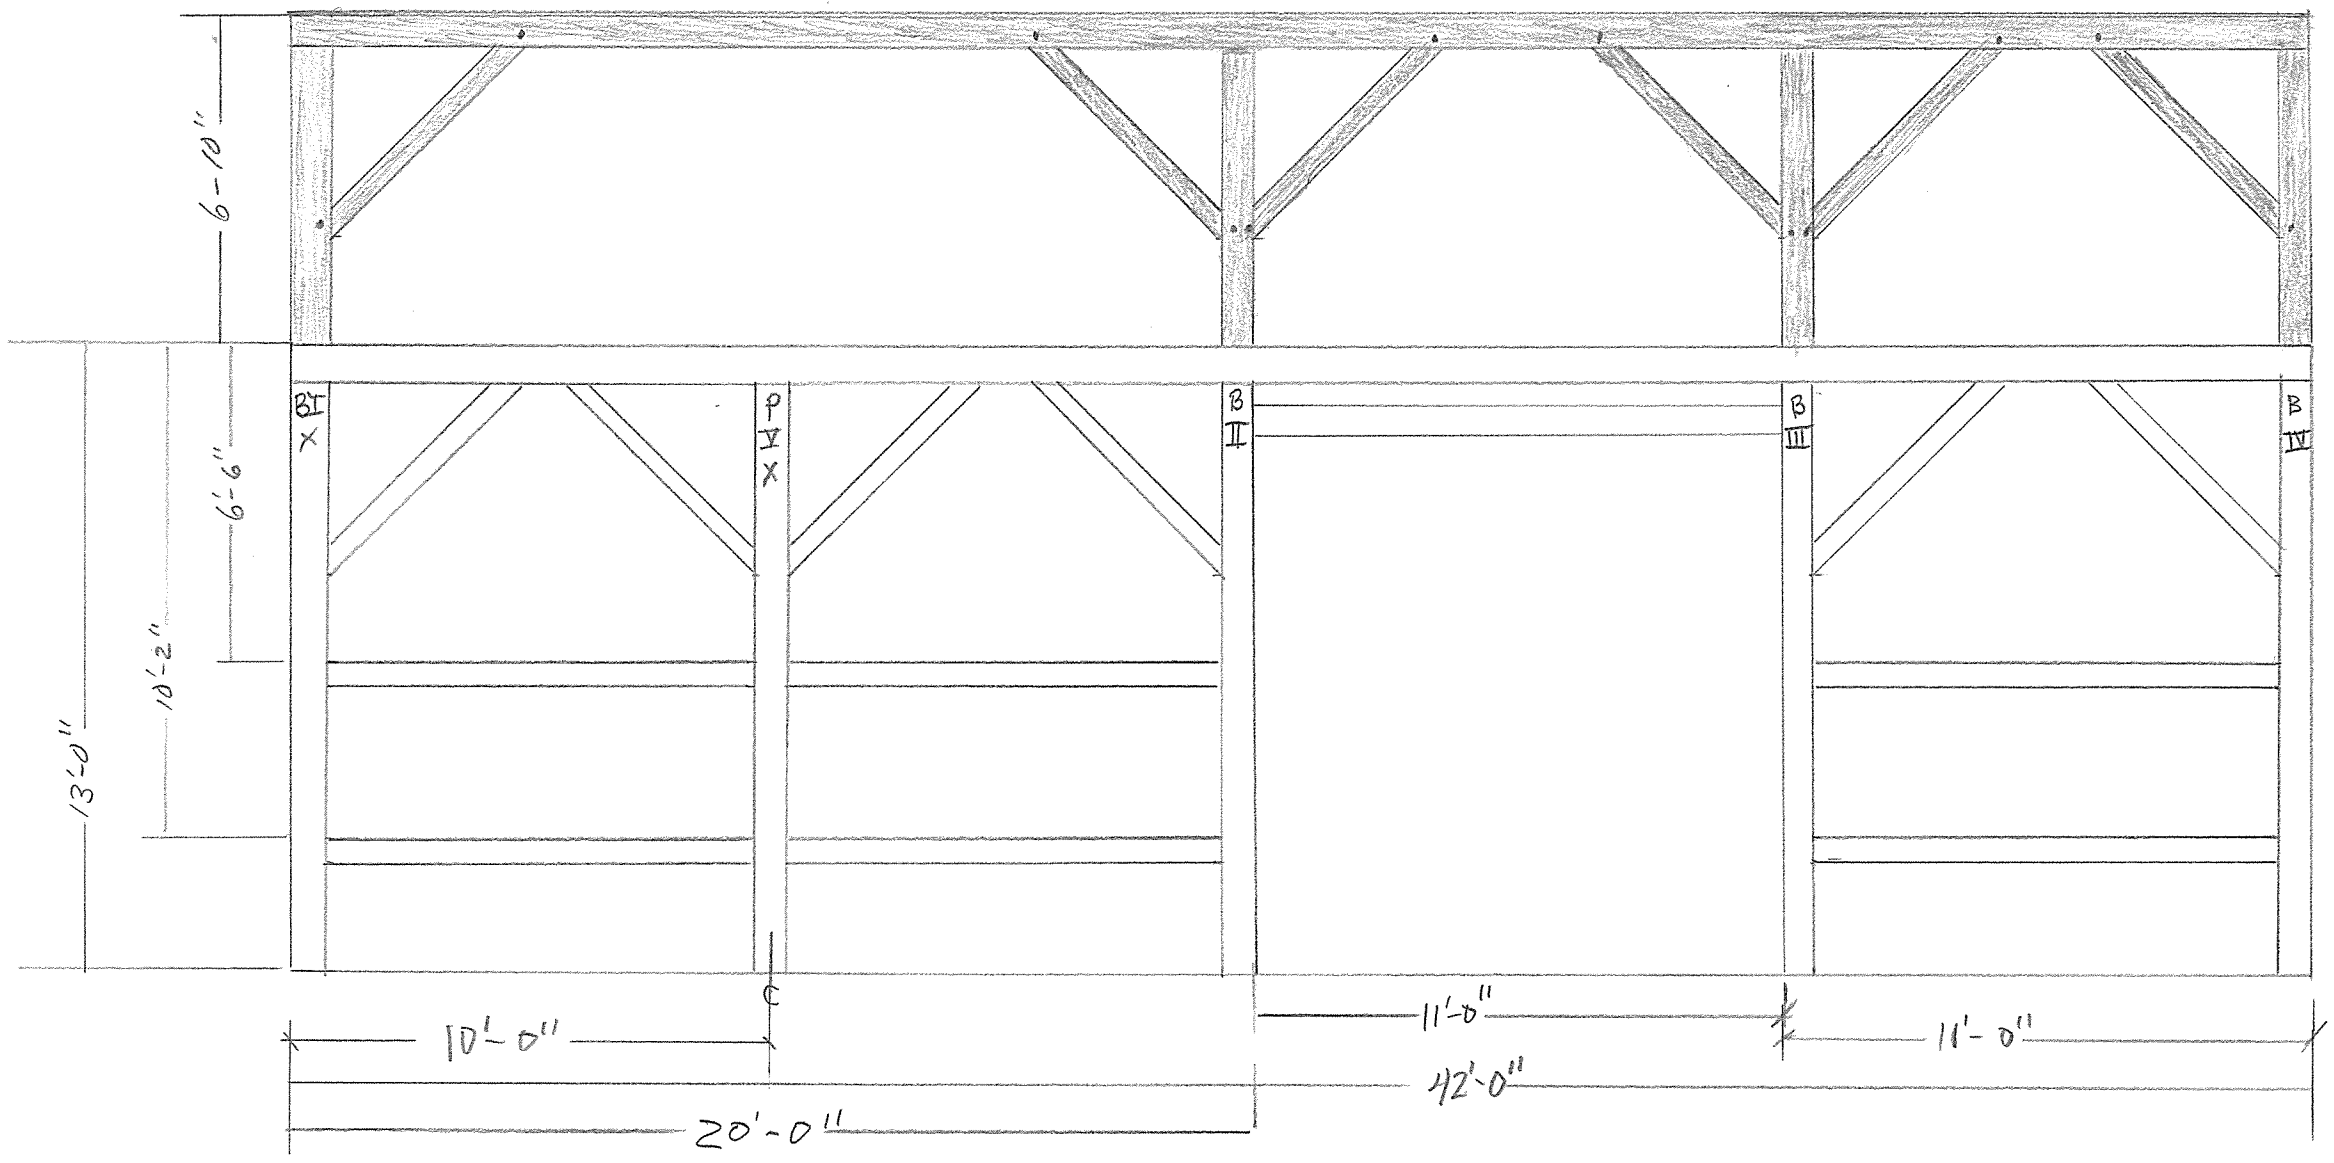 6'-10"
13'-0"
10'-2"
6'-6"
BI
X
P
V
X
B
II
B
III
B
IV
C
10'-0"
11'-0"
11'-0"
42'-0"
20'-0"